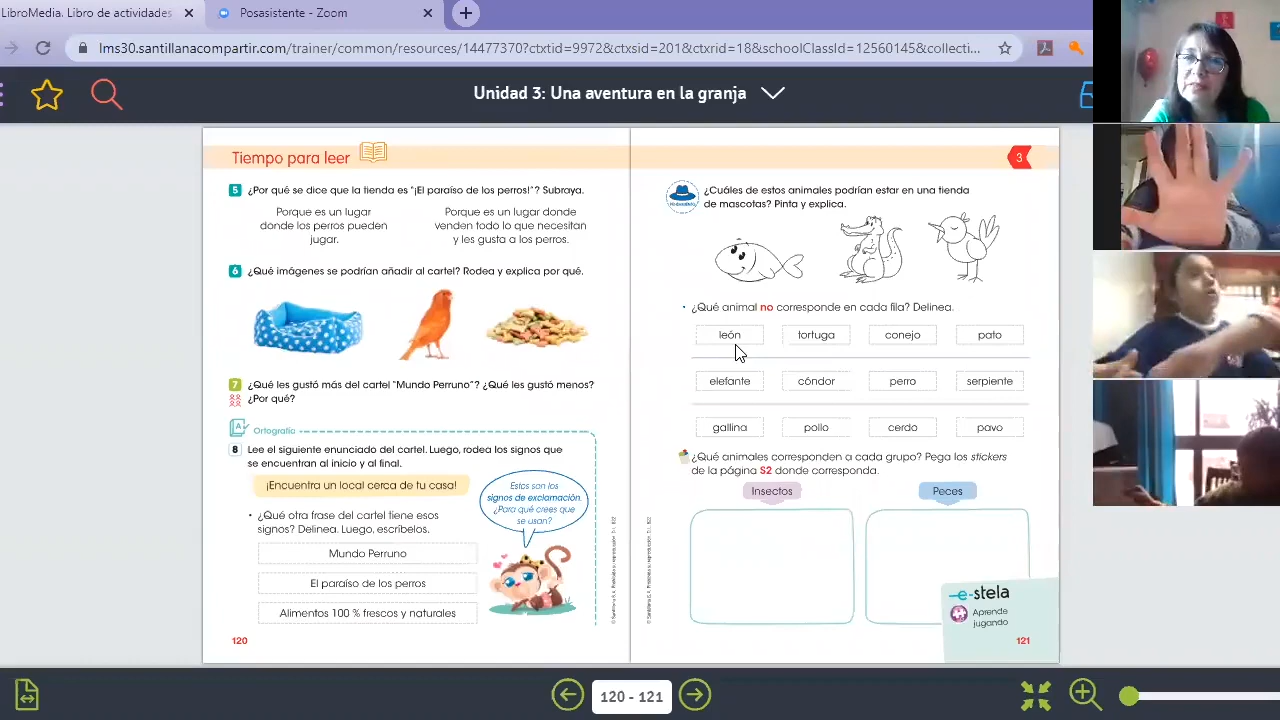 LibroMedia. Libro de actividades
Posasistente - Zoom
lms30.santillanacompartir.com/trainer/common/resources/14477370?ctxtid=9972&ctxsid=201&ctxrid=18&schoolClassId=12560145&collecti...
Unidad 3: Una aventura en la granja
Tiempo para leer
5 ¿Por qué se dice que la tienda es "¡El paraíso de los perros!"? Subraya.
Porque es un lugar
donde los perros pueden
jugar.
Porque es un lugar donde
venden todo lo que necesitan
y les gusta a los perros.
6 ¿Qué imágenes se podrían añadir al cartel? Rodea y explica por qué.
7 ¿Qué les gustó más del cartel "Mundo Perruno"? ¿Qué les gustó menos?
¿Por qué?
Ortografía
8 Lee el siguiente enunciado del cartel. Luego, rodea los signos que
se encuentran al inicio y al final.
¡Encuentra un local cerca de tu casa!
• ¿Qué otra frase del cartel tiene esos
signos? Delinea. Luego, escríbelos.
Mundo Perruno
El paraíso de los perros
Alimentos 100 % frescos y naturales
Estos son los
signos de exclamación.
¿Para qué crees que
se usan?
120
3
¿Cuáles de estos animales podrían estar en una tienda
de mascotas? Pinta y explica.
• ¿Qué animal no corresponde en cada fila? Delinea.
león tortuga conejo pato
elefante cóndor perro serpiente
gallina pollo cerdo pavo
¿Qué animales corresponden a cada grupo? Pega los stickers
de la página S2 donde corresponda.
Insectos
Peces
e-stela
Aprende
jugando
121
120 - 121